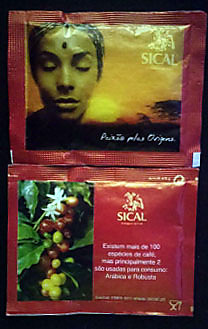 SICAL
Paixão pelas Origens.
SICAL
Existem mais de 100
espécies de café,
mas principalmente 2
são usadas para consumo:
Arábica e Robusta